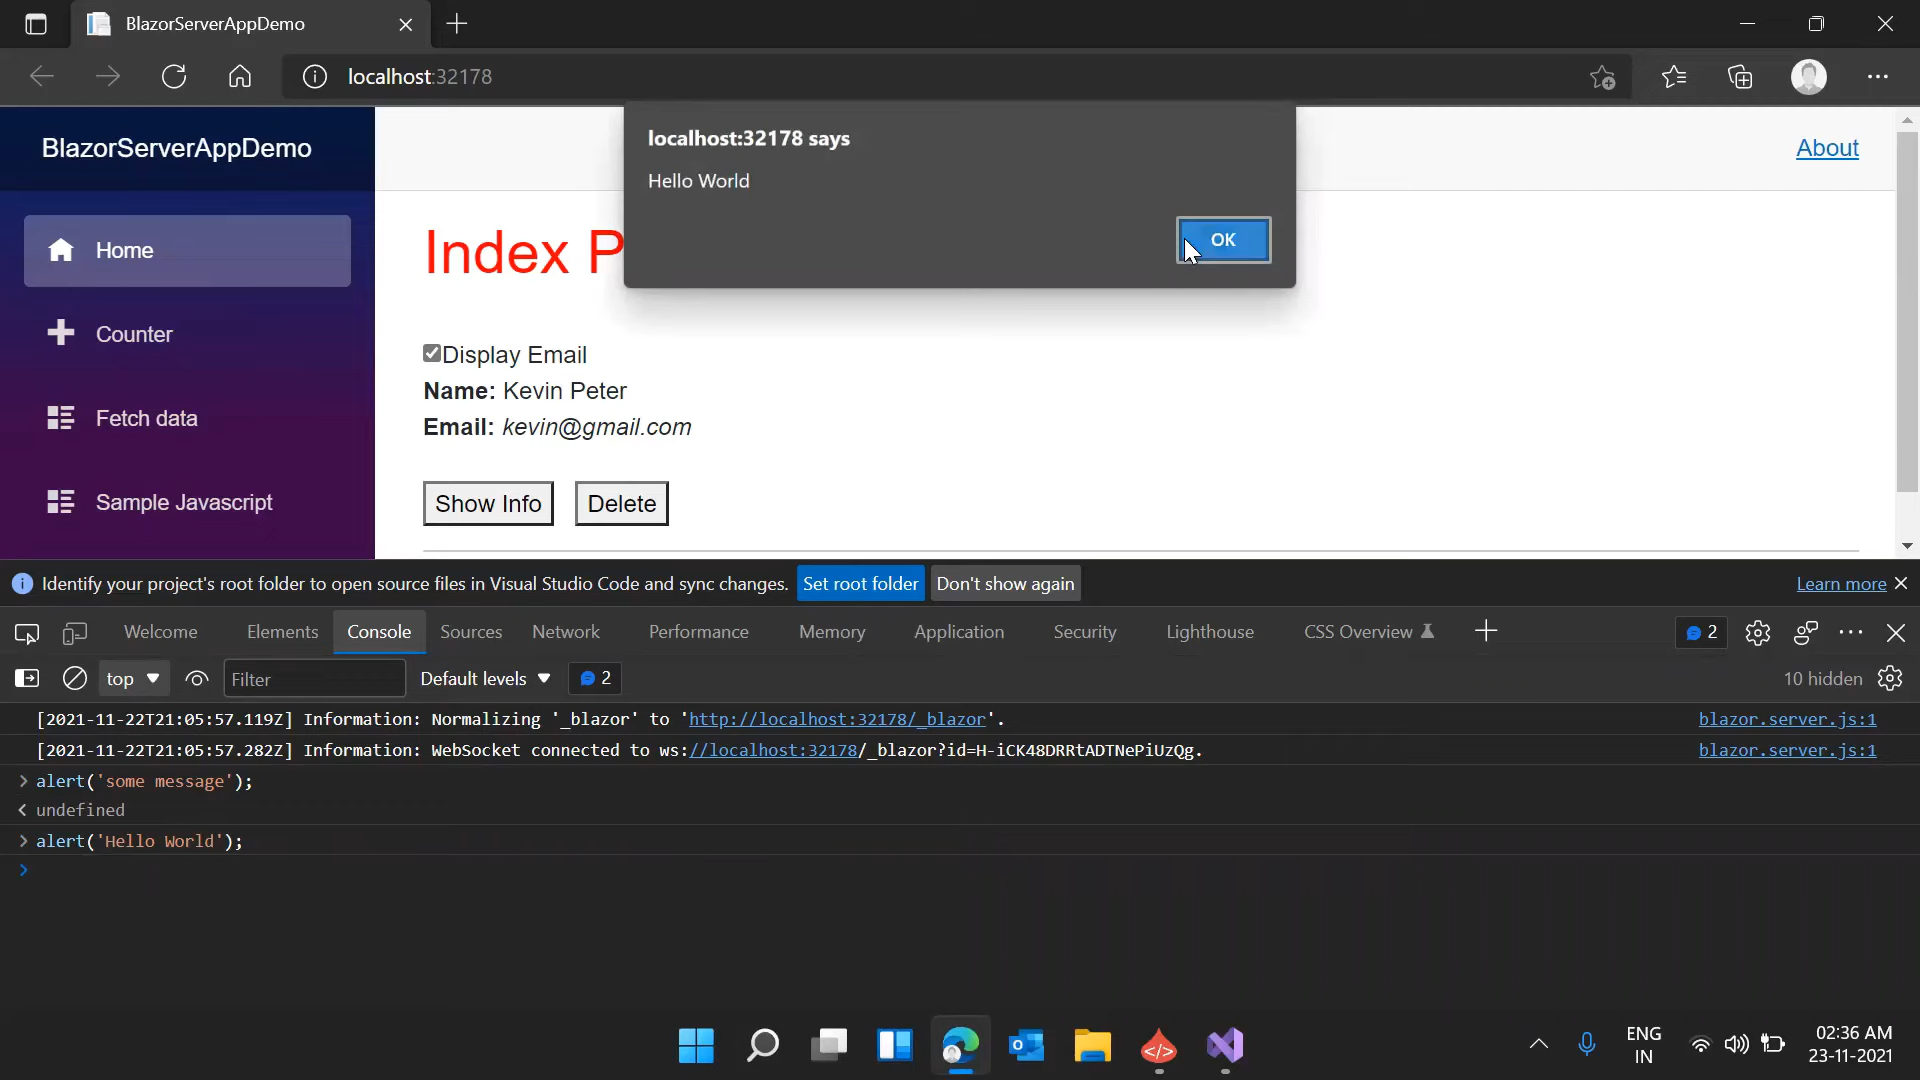 BlazorServerAppDemo
localhost:32178
BlazorServerAppDemo
Home
Counter
Fetch data
Sample Javascript
localhost:32178 says
Hello World
OK
About
Index P
Display Email
Name: Kevin Peter
Email: kevin@gmail.com
Show Info Delete
Identify your project's root folder to open source files in Visual Studio Code and sync changes. Set root folder Don't show again Learn more
Welcome Elements Console Sources Network Performance Memory Application Security Lighthouse CSS Overview 2
top Filter Default levels 2 10 hidden
[2021-11-22T21:05:57.119Z] Information: Normalizing '_blazor' to 'http://localhost:32178/_blazor'. blazor.server.js:1
[2021-11-22T21:05:57.282Z] Information: WebSocket connected to ws://localhost:32178/_blazor?id=H-iCK48DRRtADTNePiUzQg. blazor.server.js:1
alert('some message');
undefined
alert('Hello World');
ENG
IN
02:36 AM
23-11-2021